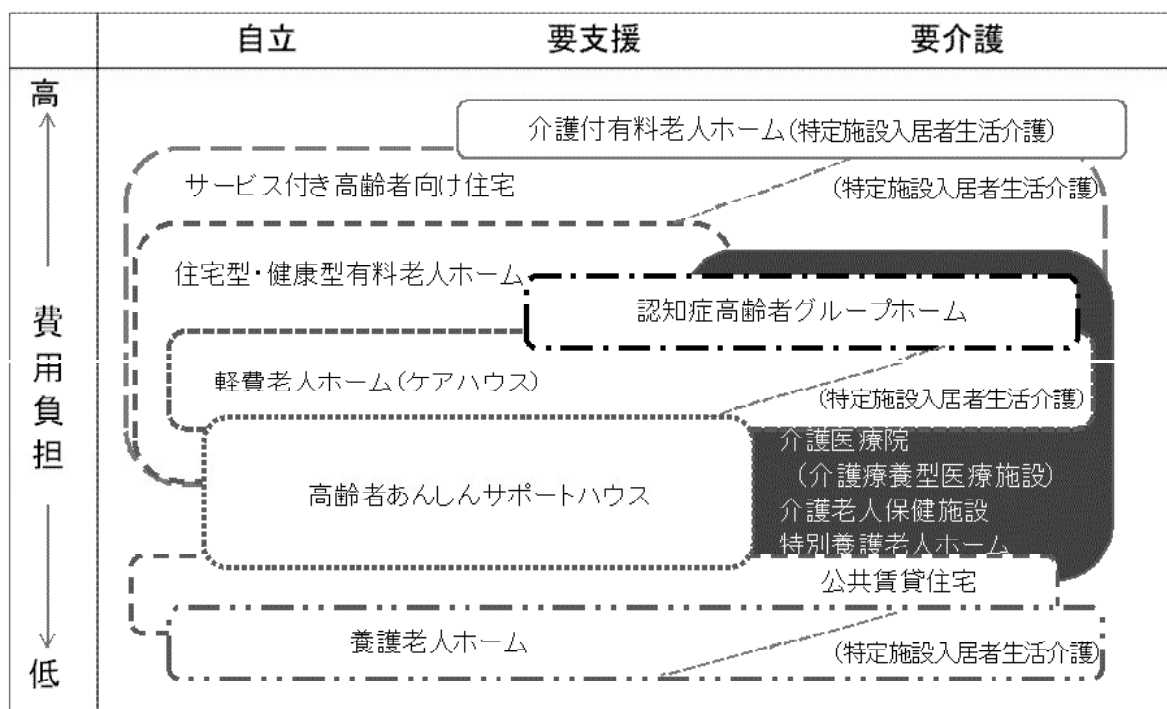 自立 要支援 要介護
高
介護付有料老人ホーム(特定施設入居者生活介護)
サービス付き高齢者向け住宅
(特定施設入居者生活介護)
住宅型・健康型有料老人ホーム
認知症高齢者グループホーム
費用負担
軽費老人ホーム(ケアハウス)
(特定施設入居者生活介護)
介護医療院
(介護療養型医療施設)
高齢者あんしんサポートハウス
介護老人保健施設
特別養護老人ホーム
公共賃貸住宅
養護老人ホーム
(特定施設入居者生活介護)
低